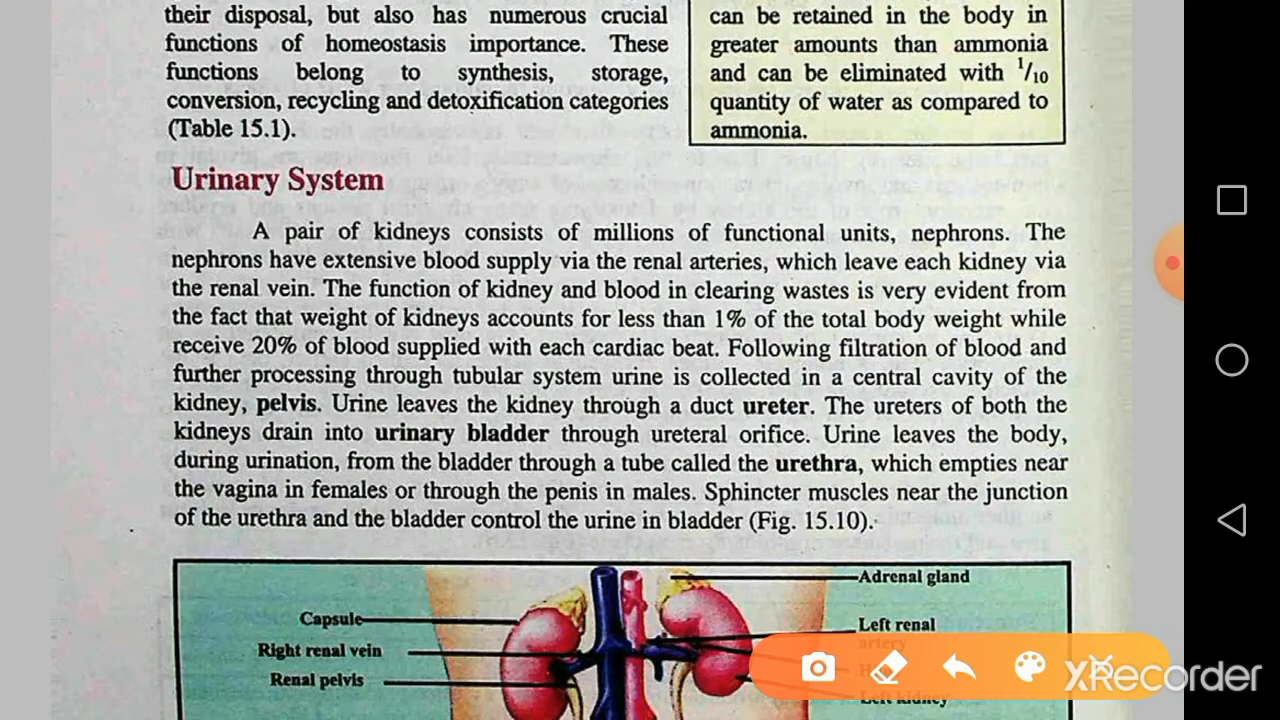 their disposal, but also has numerous crucial
functions of homeostasis importance. These
functions belong to synthesis, storage,
conversion, recycling and detoxification categories
(Table 15.1).
can be retained in the body in
greater amounts than ammonia
and can be eliminated with 1/10
quantity of water as compared to
ammonia.
Urinary System
A pair of kidneys consists of millions of functional units, nephrons. The
nephrons have extensive blood supply via the renal arteries, which leave each kidney via
the renal vein. The function of kidney and blood in clearing wastes is very evident from
the fact that weight of kidneys accounts for less than 1% of the total body weight while
receive 20% of blood supplied with each cardiac beat. Following filtration of blood and
further processing through tubular system urine is collected in a central cavity of the
kidney, pelvis. Urine leaves the kidney through a duct ureter. The ureters of both the
kidneys drain into urinary bladder through ureteral orifice. Urine leaves the body,
during urination, from the bladder through a tube called the urethra, which empties near
the vagina in females or through the penis in males. Sphincter muscles near the junction
of the urethra and the bladder control the urine in bladder (Fig. 15.10).
Adrenal gland
Capsule
Left renal
artery
Right renal vein
Renal pelvis
Left kidney
XRecorder